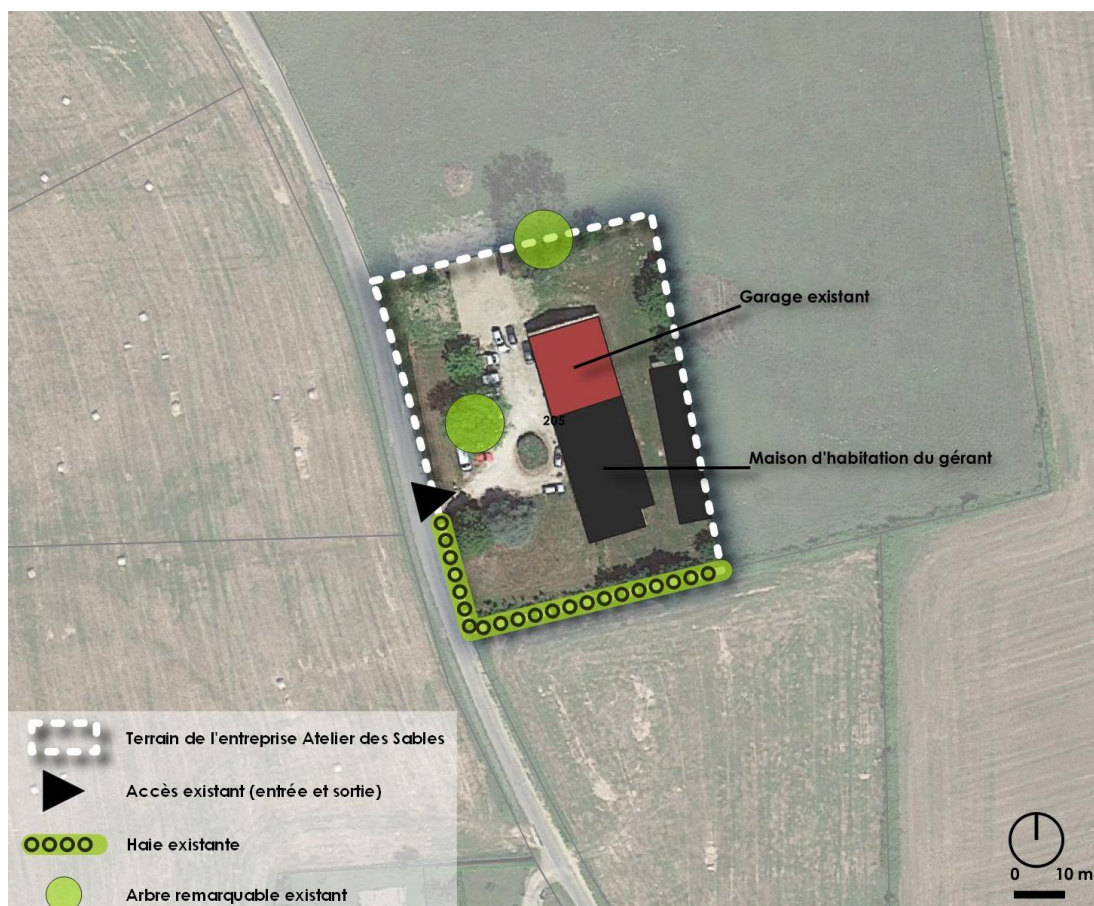 Garage existant
205
Maison d'habitation du gérant
Terrain de l'entreprise Atelier des Sables
Accès existant (entrée et sortie)
Haie existante
Arbre remarquable existant
0 10 m